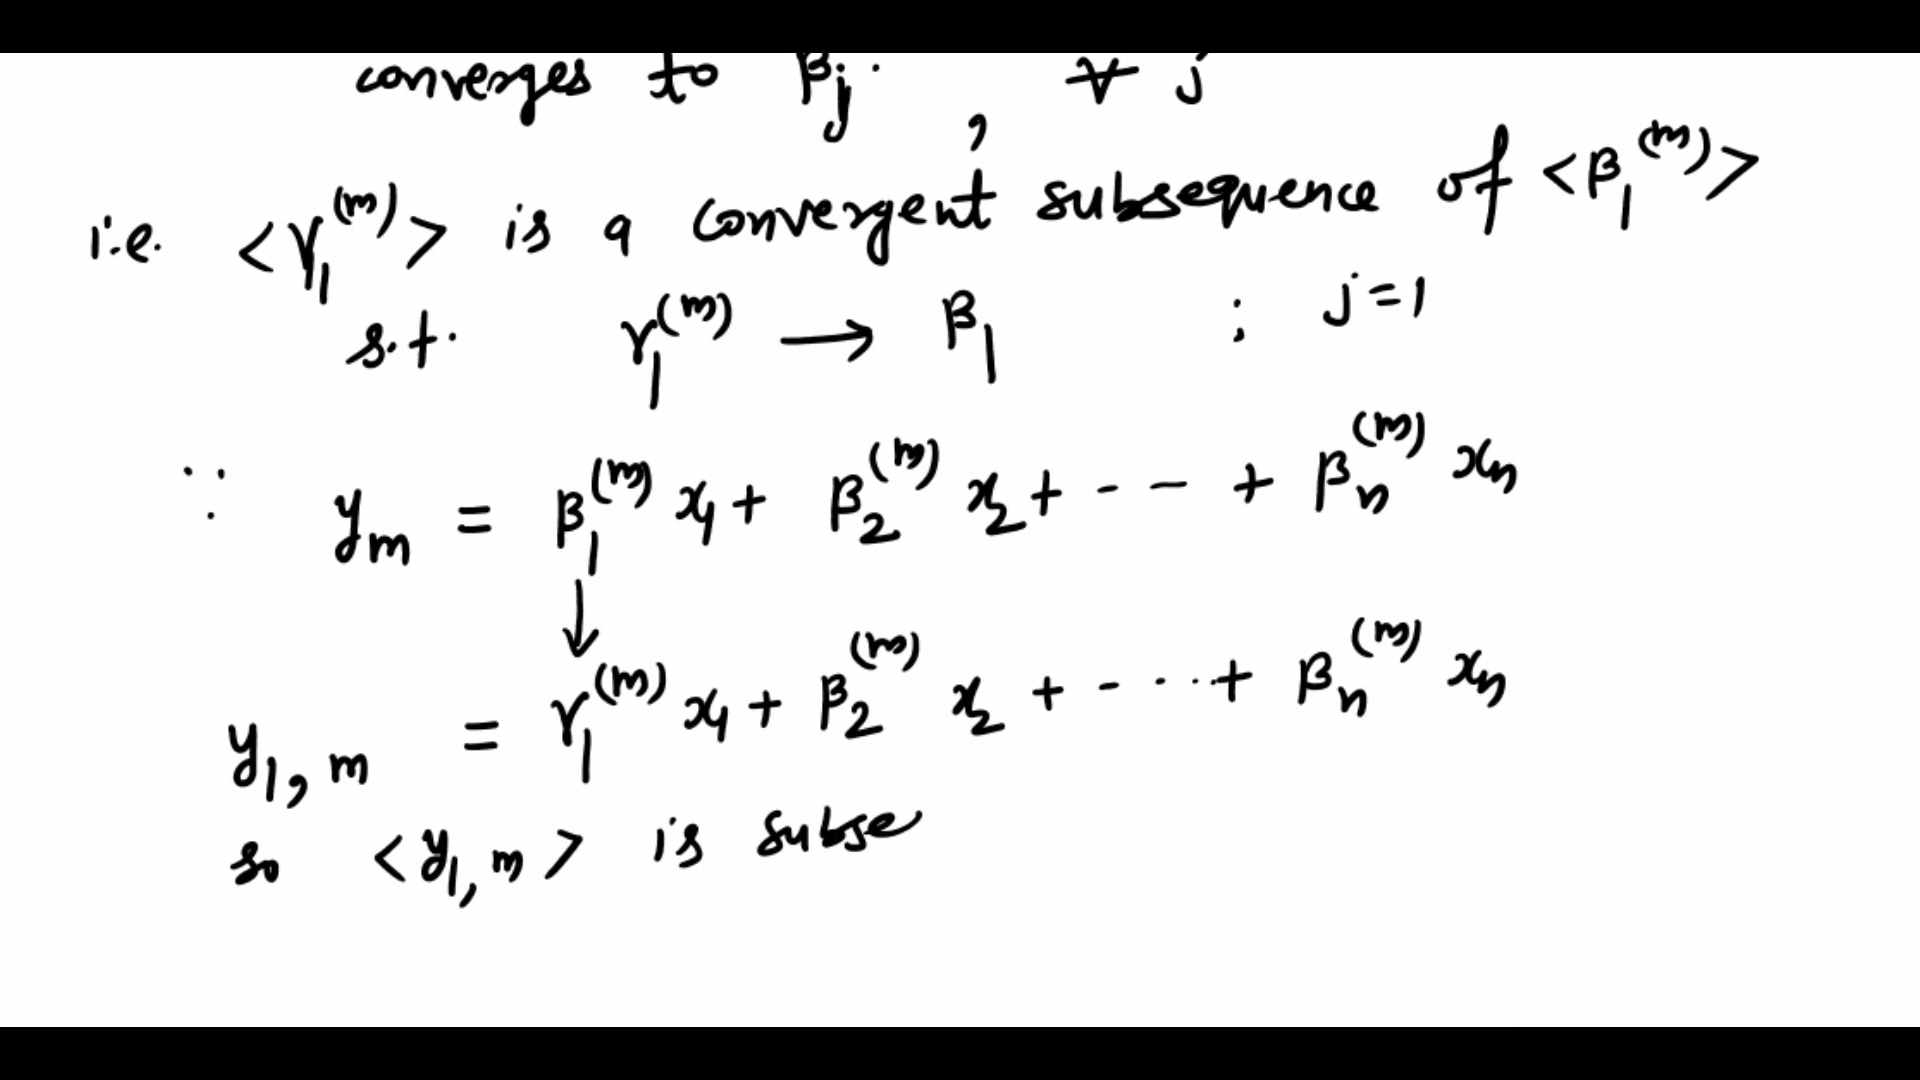 converges to βj. , ∀ j
i.e. <γ₁⁽ᵐ⁾> is a convergent subsequence of <β₁⁽ᵐ⁾>
s.t. γ₁⁽ᵐ⁾ → β₁ ; j=1
∵ yₘ = β₁⁽ᵐ⁾ x₁ + β₂⁽ᵐ⁾ x₂ + - - + βₙ⁽ᵐ⁾ xₙ
↓
y₁,ₘ = γ₁⁽ᵐ⁾ x₁ + β₂⁽ᵐ⁾ x₂ + - · · · + βₙ⁽ᵐ⁾ xₙ
so <y₁,ₘ> is subse